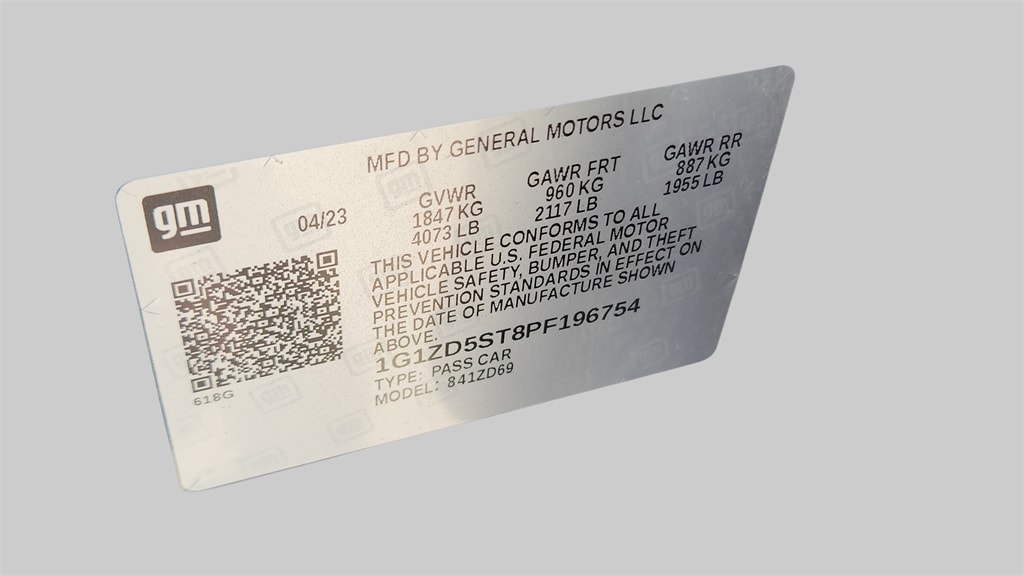 MFD BY GENERAL MOTORS LLC
gm
04/23
GVWR GAWR FRT GAWR RR
1847 KG 960 KG 887 KG
4073 LB 2117 LB 1955 LB
THIS VEHICLE CONFORMS TO ALL
APPLICABLE U.S. FEDERAL MOTOR
VEHICLE SAFETY, BUMPER, AND THEFT
PREVENTION STANDARDS IN EFFECT ON
THE DATE OF MANUFACTURE SHOWN
ABOVE.
1G1ZD5ST8PF196754
TYPE: PASS CAR
MODEL: 841ZD69
618G